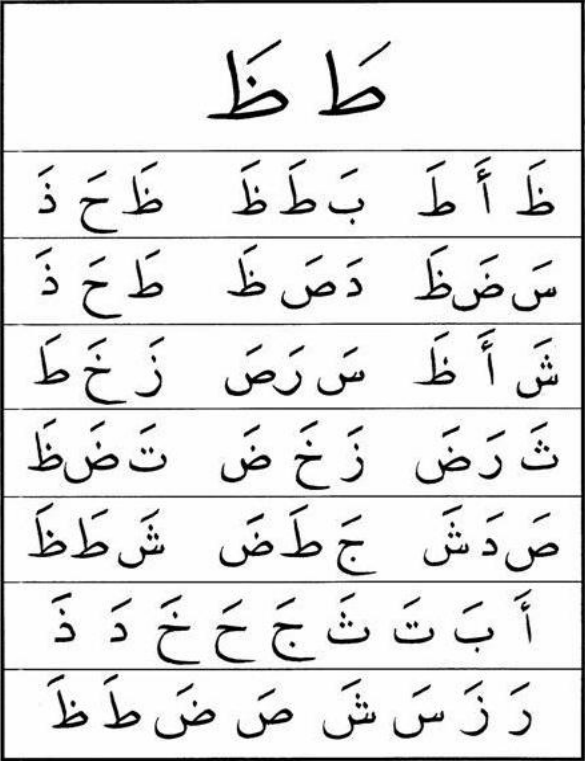 طَ ظَ
ظَ أَ طَ بَ طَ ظَ ظَ حَ ذَ
سَ ضَ ظَ دَ صَ ظَ طَ حَ ذَ
شَ أَ ظَ سَ رَ صَ زَ خَ طَ
ثَ رَ ضَ زَ خَ ضَ تَ ضَ ظَ
صَ دَ شَ جَ طَ ضَ شَ طَ ظَ
أَ بَ تَ ثَ جَ حَ خَ دَ ذَ
رَ زَ سَ شَ صَ ضَ طَ ظَ